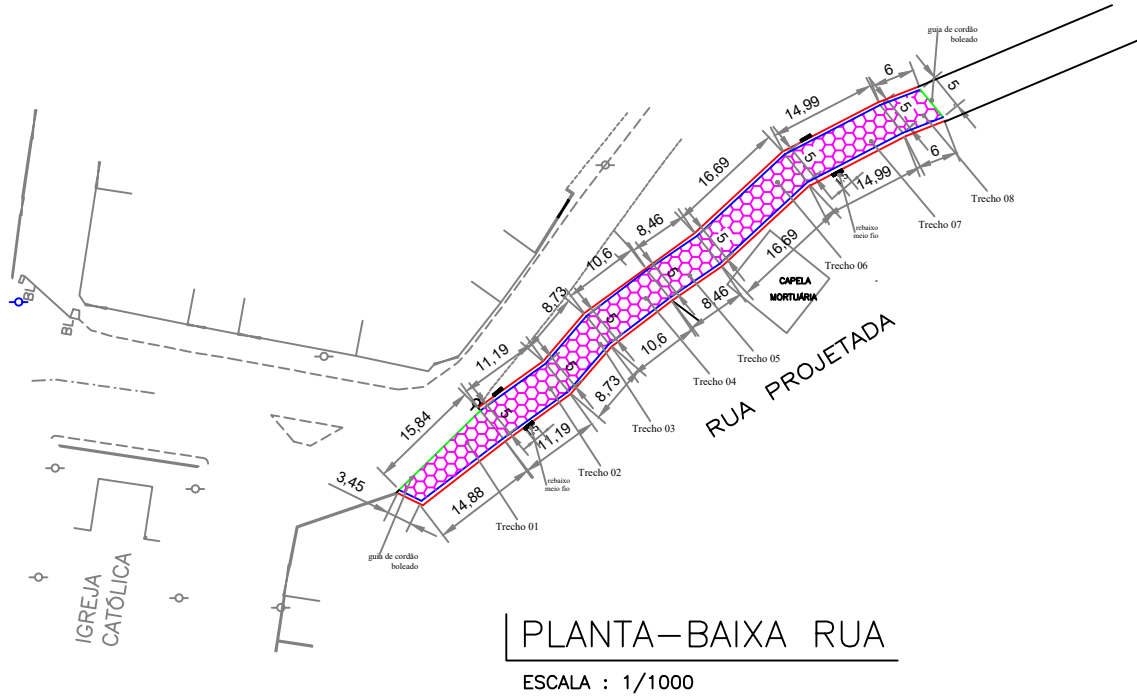 guia de cordão
boleado
6
5
14,99
5
6
16,69
5
14,99
Trecho 08
8,46
rebaixo
meio fio
Trecho 07
10,6
5
16,69
Trecho 06
8,73
5
8,46
CAPELA
MORTUÁRIA
BL
BL
11,19
5
10,6
Trecho 05
RUA PROJETADA
5
8,73
Trecho 04
15,84
5
11,19
Trecho 03
3,45
14,88
rebaixo
meio fio
Trecho 02
Trecho 01
guia de cordão
boleado
IGREJA
CATÓLICA
PLANTA-BAIXA RUA
ESCALA : 1/1000